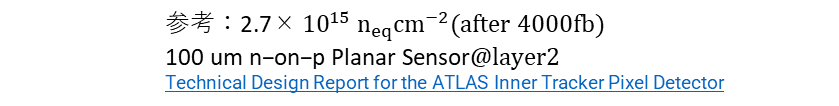 参考：2.7× 10¹⁵ n_eq cm⁻²(after 4000fb)
100 um n−on−p Planar Sensor@layer2
Technical Design Report for the ATLAS Inner Tracker Pixel Detector